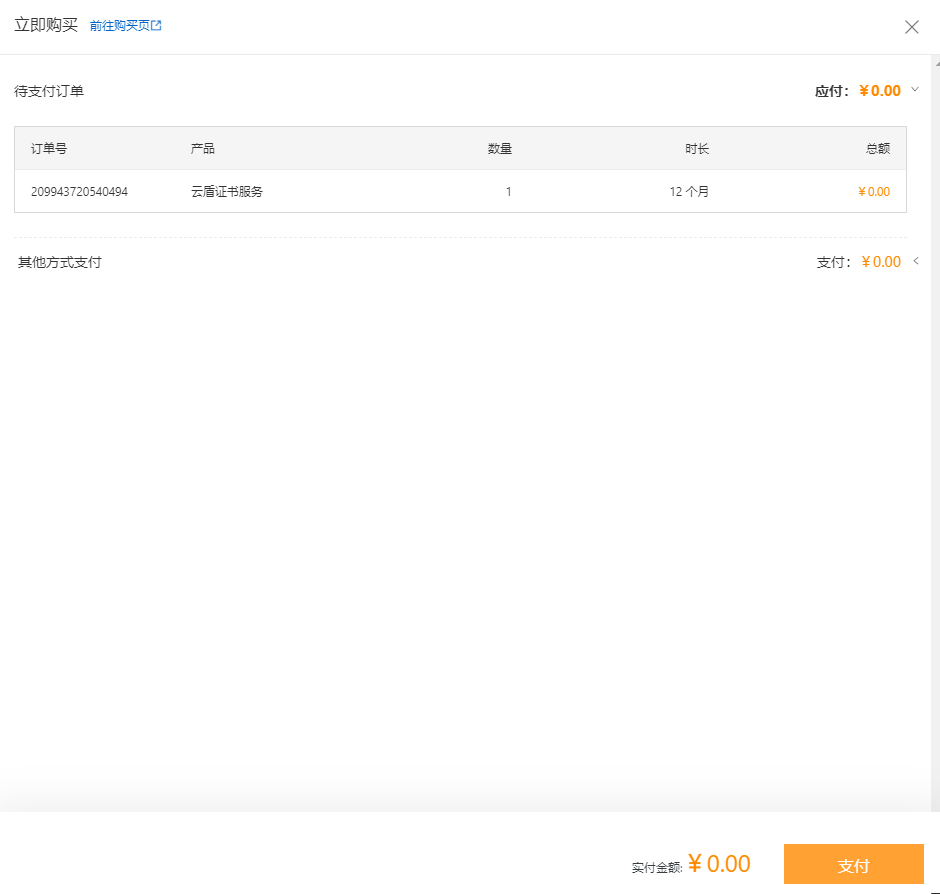 立即购买 前往购买页
待支付订单 应付: ¥0.00
订单号 产品 数量 时长 总额
209943720540494 云盾证书服务 1 12 个月 ¥0.00
其他方式支付 支付: ¥0.00
实付金额: ¥0.00 支付